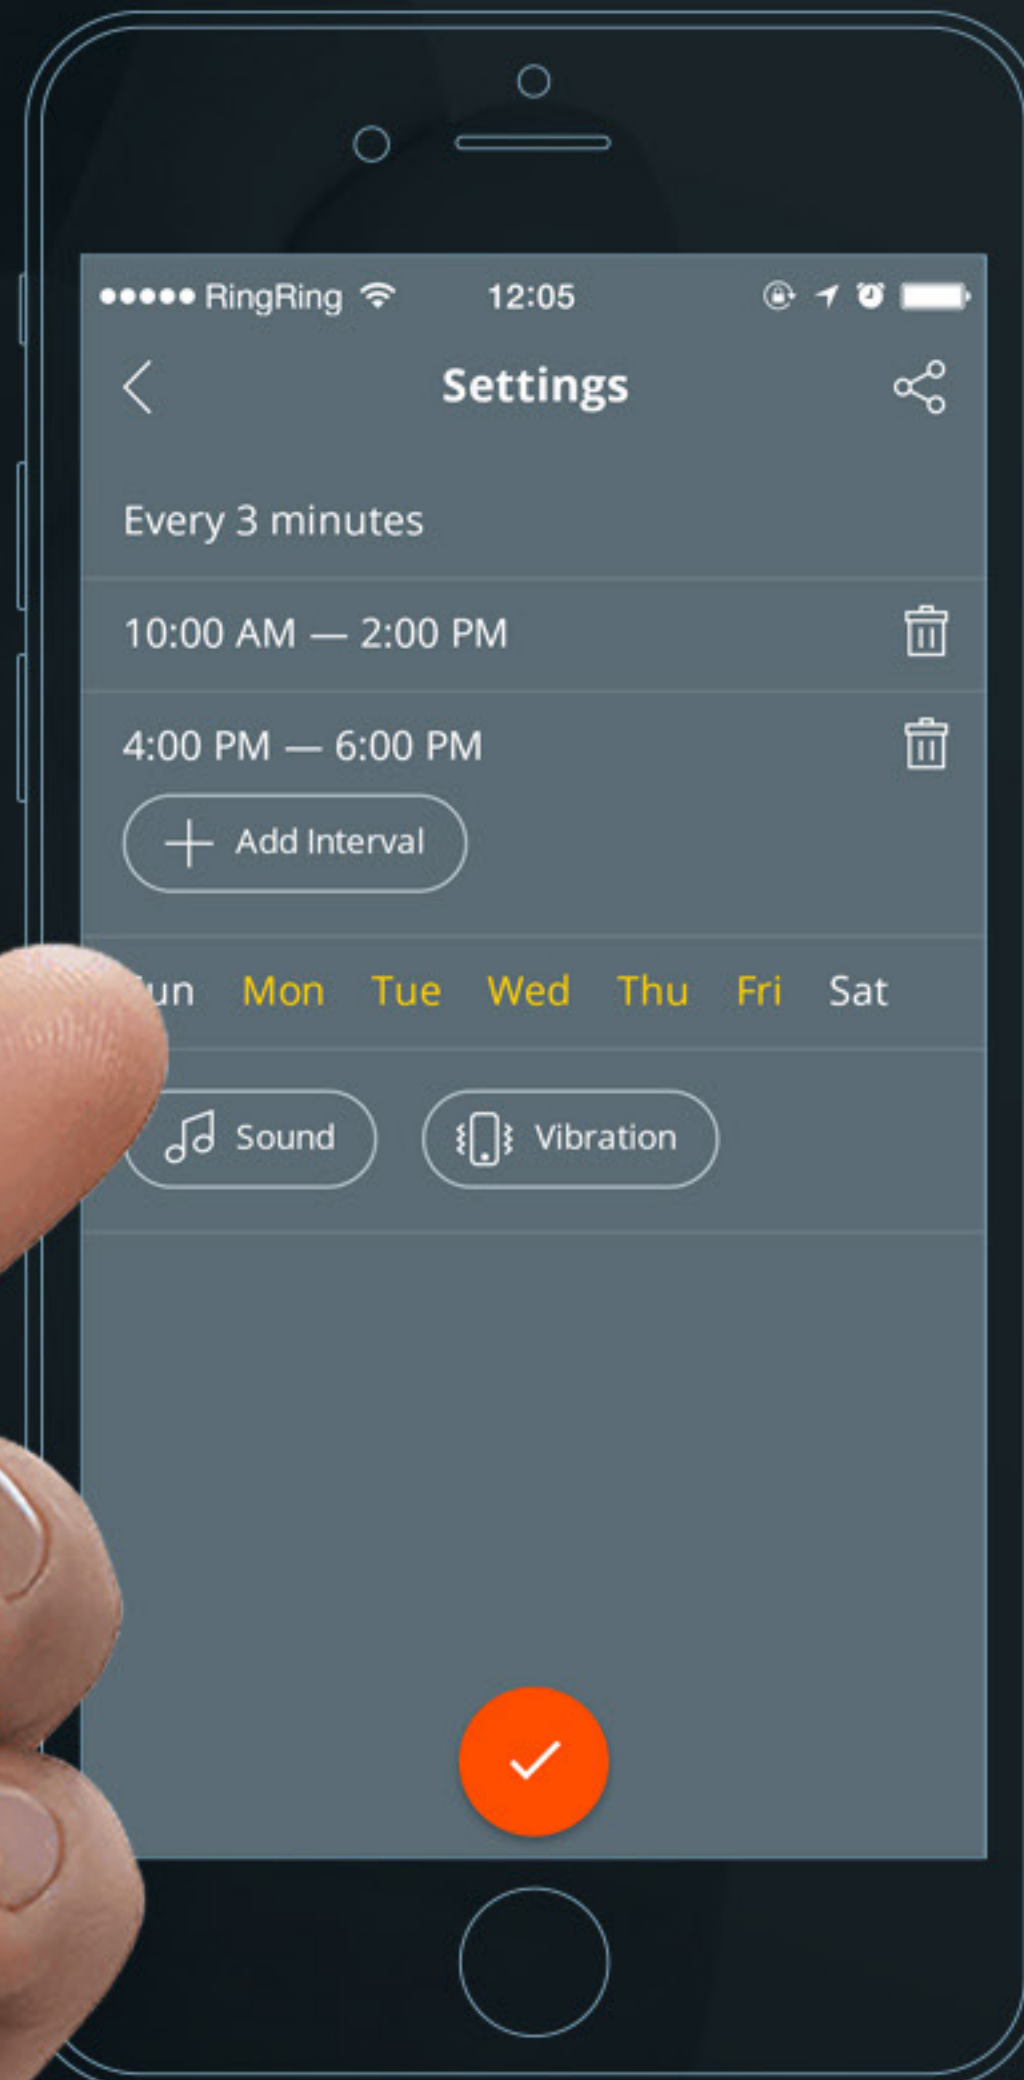 RingRing 12:05
Settings
Every 3 minutes
10:00 AM — 2:00 PM
4:00 PM — 6:00 PM
Add Interval
Mon Tue Wed Thu Fri Sat
Sound Vibration